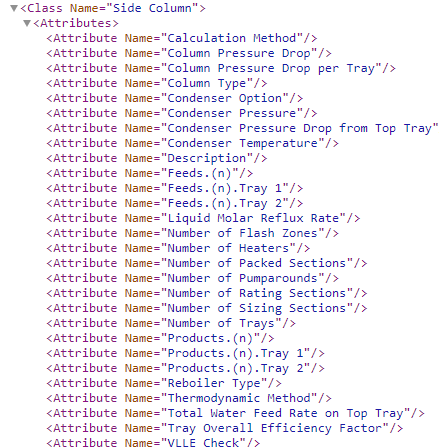 ▼<Class Name="Side Column">
▼<Attributes>
<Attribute Name="Calculation Method"/>
<Attribute Name="Column Pressure Drop"/>
<Attribute Name="Column Pressure Drop per Tray"/>
<Attribute Name="Column Type"/>
<Attribute Name="Condenser Option"/>
<Attribute Name="Condenser Pressure"/>
<Attribute Name="Condenser Pressure Drop from Top Tray"
<Attribute Name="Condenser Temperature"/>
<Attribute Name="Description"/>
<Attribute Name="Feeds.(n)"/>
<Attribute Name="Feeds.(n).Tray 1"/>
<Attribute Name="Feeds.(n).Tray 2"/>
<Attribute Name="Liquid Molar Reflux Rate"/>
<Attribute Name="Number of Flash Zones"/>
<Attribute Name="Number of Heaters"/>
<Attribute Name="Number of Packed Sections"/>
<Attribute Name="Number of Pumparounds"/>
<Attribute Name="Number of Rating Sections"/>
<Attribute Name="Number of Sizing Sections"/>
<Attribute Name="Number of Trays"/>
<Attribute Name="Products.(n)"/>
<Attribute Name="Products.(n).Tray 1"/>
<Attribute Name="Products.(n).Tray 2"/>
<Attribute Name="Reboiler Type"/>
<Attribute Name="Thermodynamic Method"/>
<Attribute Name="Total Water Feed Rate on Top Tray"/>
<Attribute Name="Tray Overall Efficiency Factor"/>
<Attribute Name="VLLE Check"/>